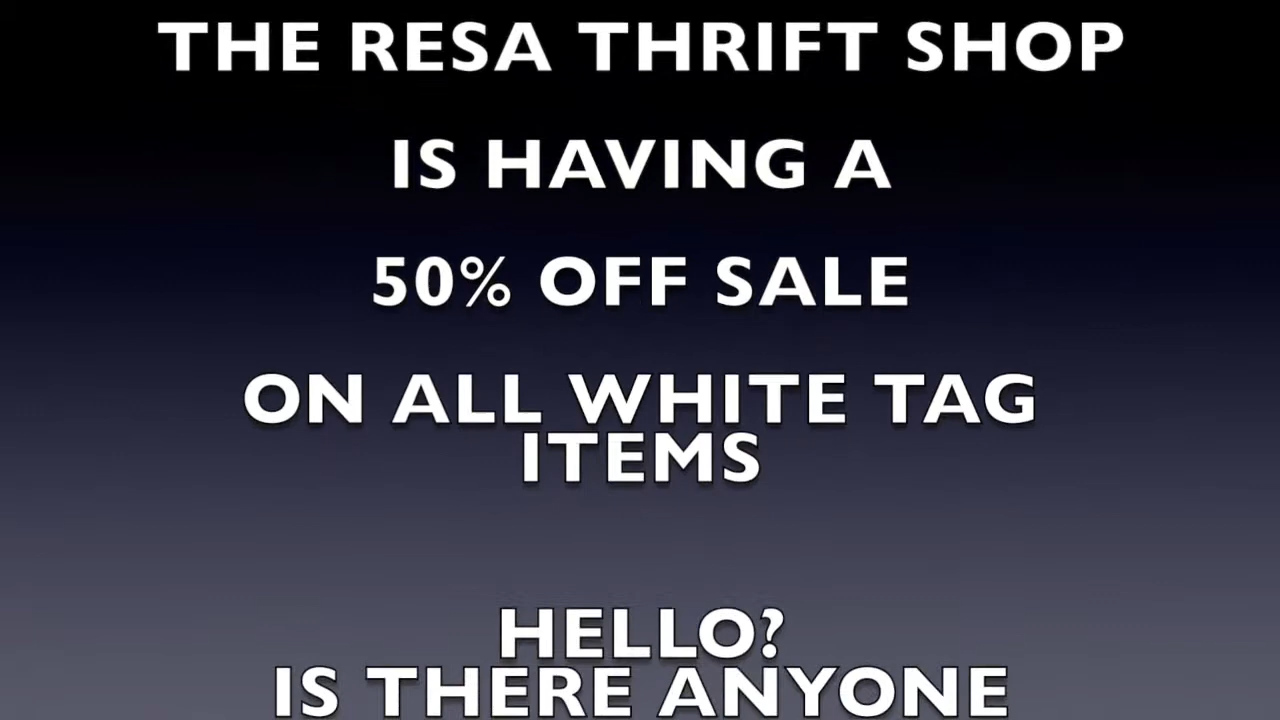 THE RESA THRIFT SHOP
IS HAVING A
50% OFF SALE
ON ALL WHITE TAG
ITEMS
HELLO?
IS THERE ANYONE